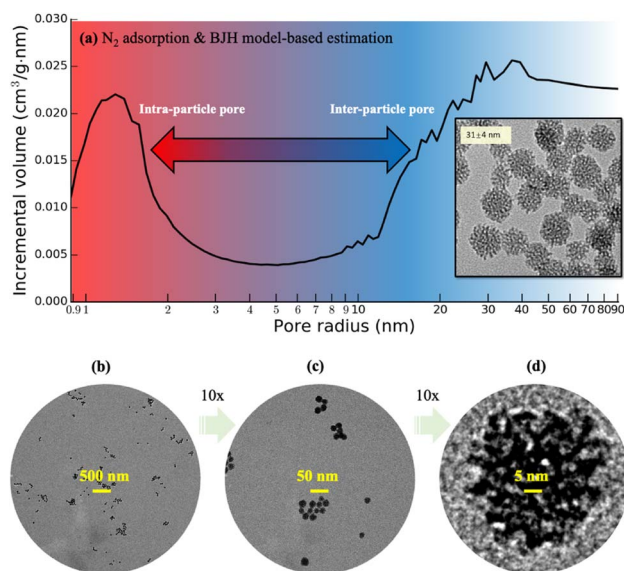 (a) N₂ adsorption & BJH model-based estimation
Incremental volume (cm³/g·nm)
0.030
0.025
0.020
0.015
0.010
0.005
0.000
Intra-particle pore
Inter-particle pore
31±4 nm
0.9 1 2 3 4 5 6 7 8 9 10 20 30 40 50 60 70 80 90
Pore radius (nm)
(b)
10x
(c)
10x
(d)
500 nm
50 nm
5 nm